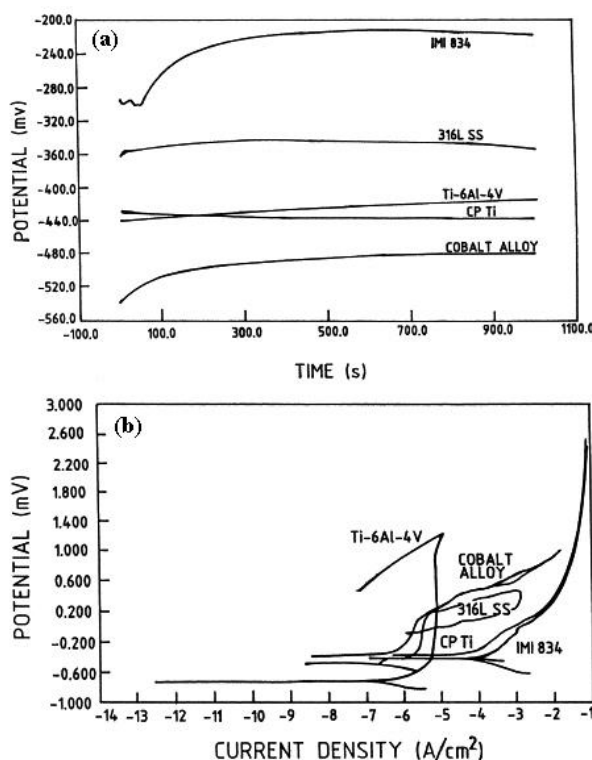 (a)
POTENTIAL (mv)
-200.0
-240.0
-280.0
-320.0
-360.0
-400.0
-440.0
-480.0
-520.0
-560.0
IMI 834
316L SS
Ti-6Al-4V
CP Ti
COBALT ALLOY
-100.0 100.0 300.0 500.0 700.0 900.0 1100.0
TIME (s)
(b)
POTENTIAL (mV)
3.000
2.600
2.200
1.800
1.400
1.000
0.600
0.200
-0.200
-0.600
-1.000
Ti-6Al-4V
COBALT
ALLOY
316L SS
CP Ti
IMI 834
-14 -13 -12 -11 -10 -9 -8 -7 -6 -5 -4 -3 -2 -1
CURRENT DENSITY (A/cm²)